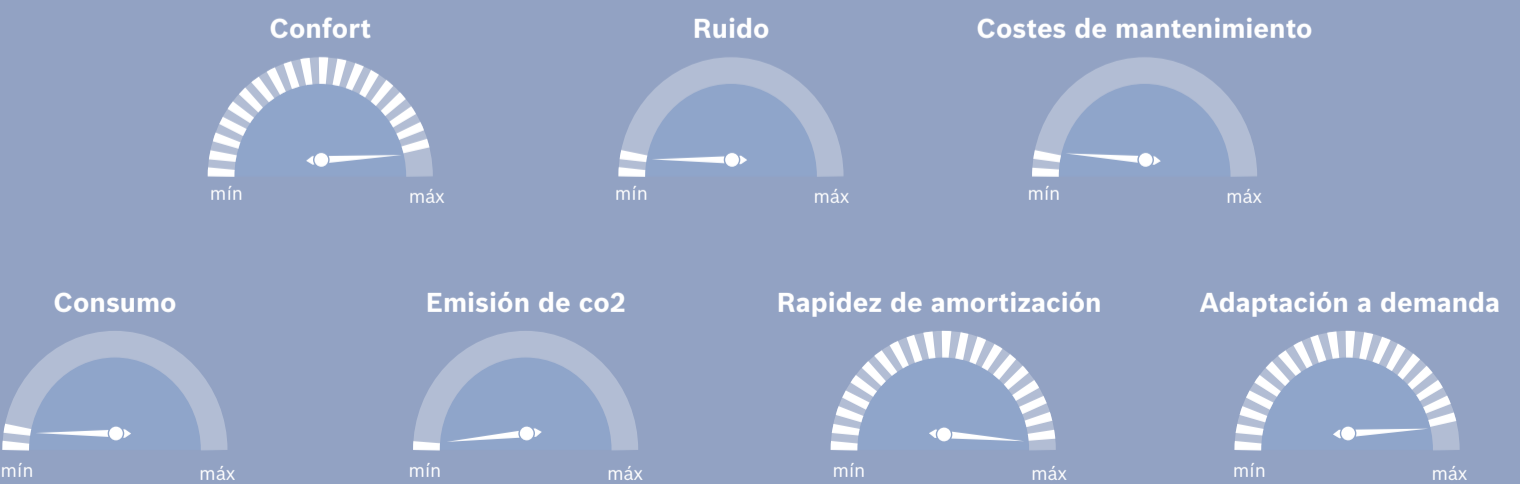 Confort
Ruido
Costes de mantenimiento
mín
máx
mín
máx
mín
máx
Consumo
Emisión de co2
Rapidez de amortización
Adaptación a demanda
mín
máx
mín
máx
mín
máx
mín
máx